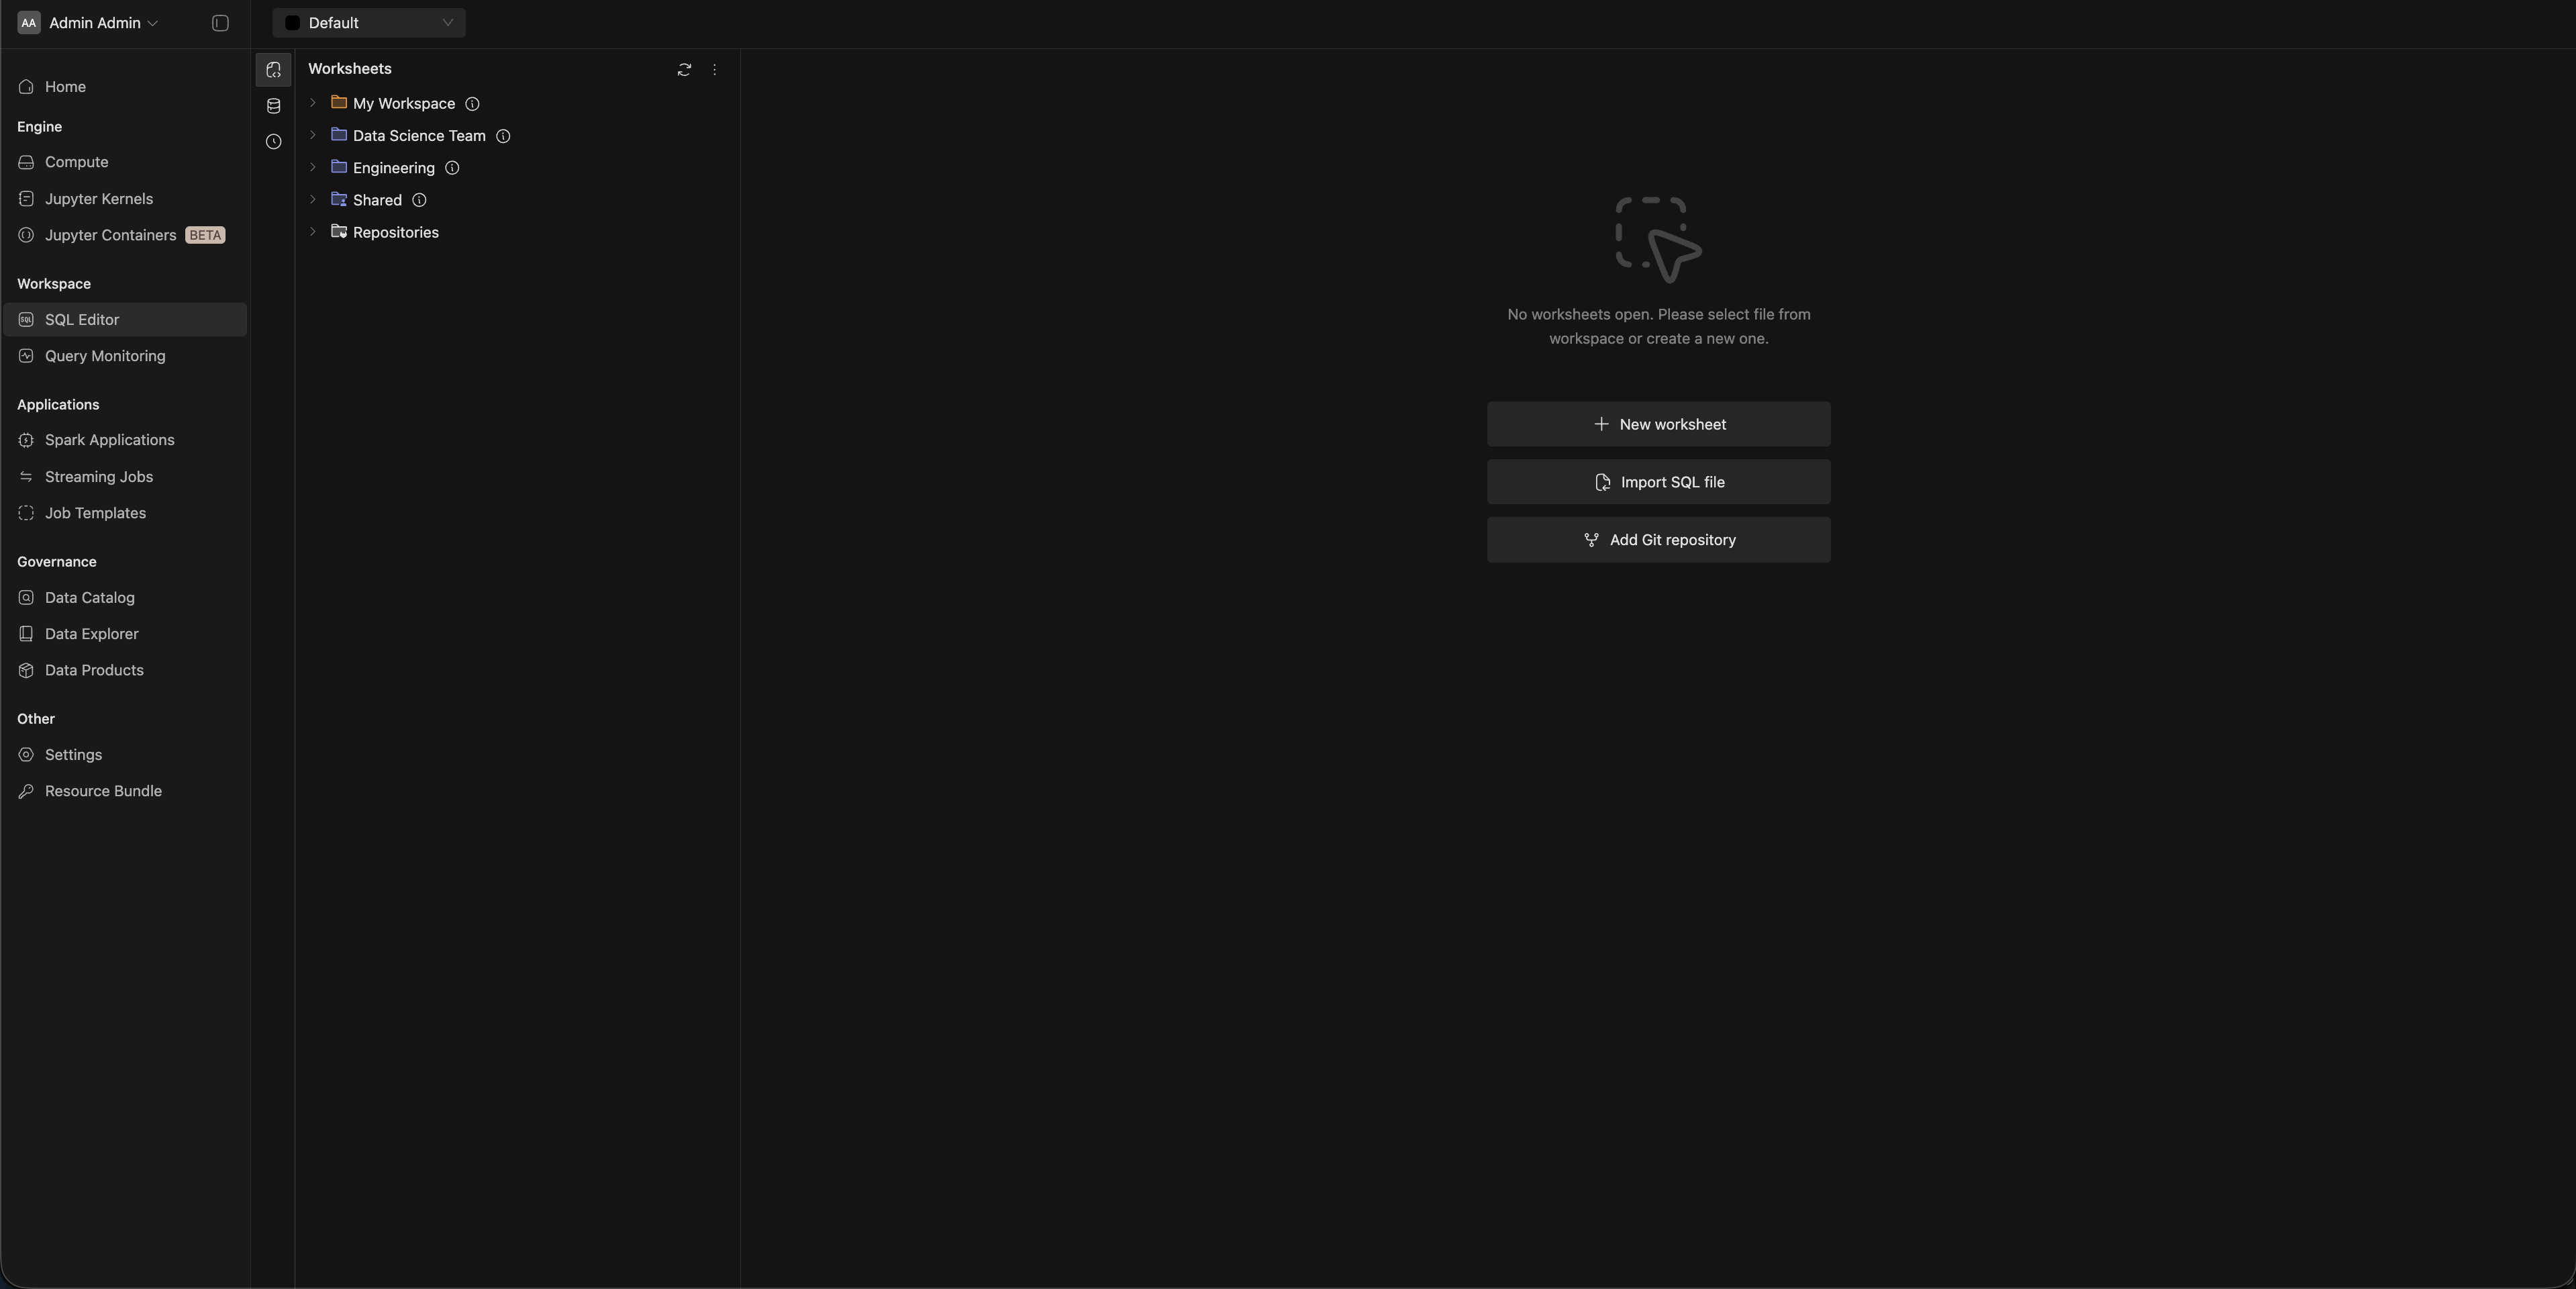 AA Admin Admin
Default
Home
Engine
Compute
Jupyter Kernels
Jupyter Containers BETA
Workspace
SQL SQL Editor
Query Monitoring
Applications
Spark Applications
Streaming Jobs
Job Templates
Governance
Data Catalog
Data Explorer
Data Products
Other
Settings
Resource Bundle
Worksheets
My Workspace
Data Science Team
Engineering
Shared
Repositories
No worksheets open. Please select file from
workspace or create a new one.
New worksheet
Import SQL file
Add Git repository